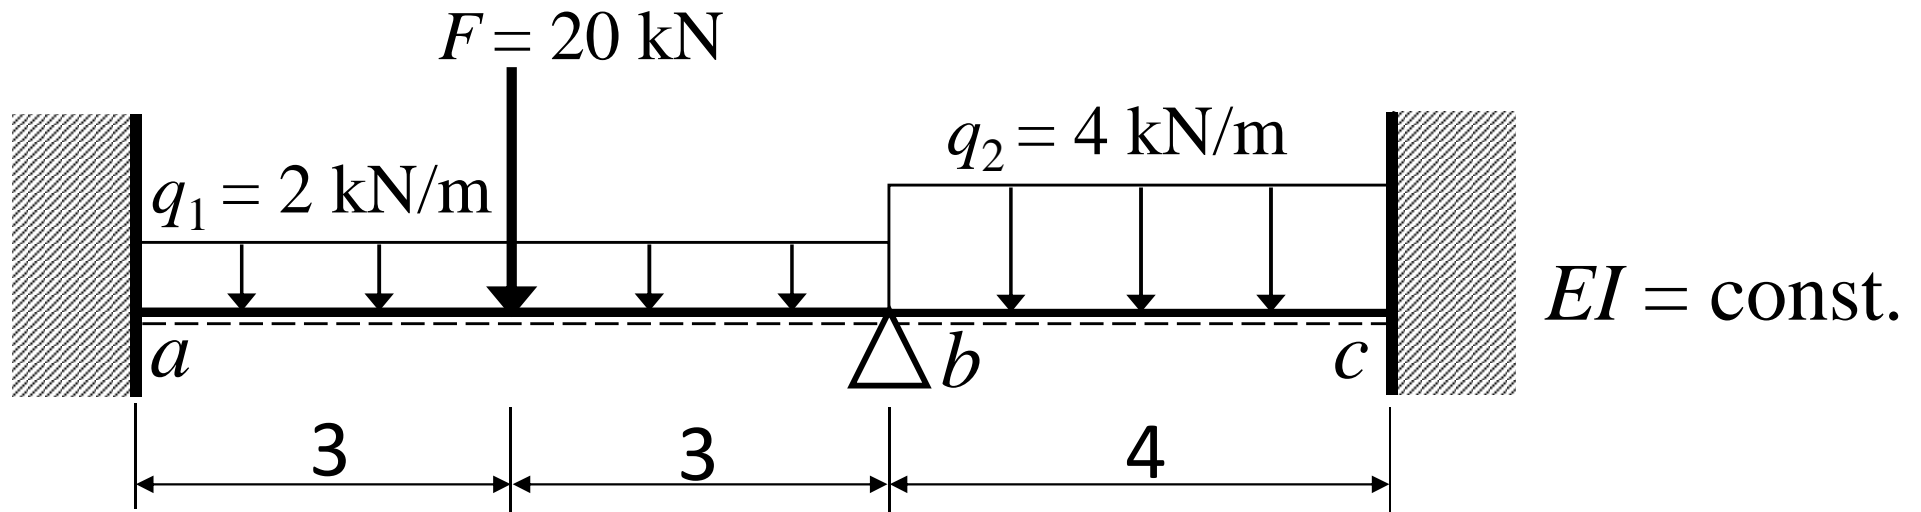 F = 20 kN
q₁ = 2 kN/m
q₂ = 4 kN/m
EI = const.
a
b
c
3
3
4